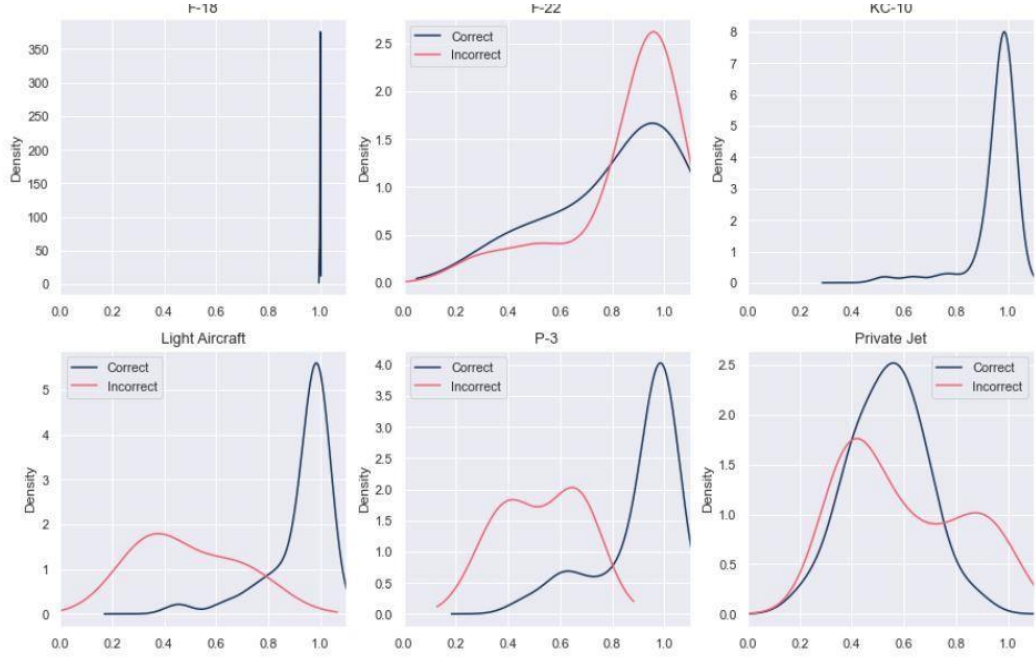 F-18
350
300
250
200
150
100
50
0
Density
0.0 0.2 0.4 0.6 0.8 1.0
F-22
Correct
Incorrect
2.5
2.0
1.5
1.0
0.5
0.0
Density
0.0 0.2 0.4 0.6 0.8 1.0
KC-10
8
7
6
5
4
3
2
1
0
Density
0.0 0.2 0.4 0.6 0.8 1.0
Light Aircraft
Correct
Incorrect
5
4
3
2
1
0
Density
0.0 0.2 0.4 0.6 0.8 1.0
P-3
Correct
Incorrect
4.0
3.5
3.0
2.5
2.0
1.5
1.0
0.5
0.0
Density
0.0 0.2 0.4 0.6 0.8 1.0
Private Jet
Correct
Incorrect
2.5
2.0
1.5
1.0
0.5
0.0
Density
0.0 0.2 0.4 0.6 0.8 1.0